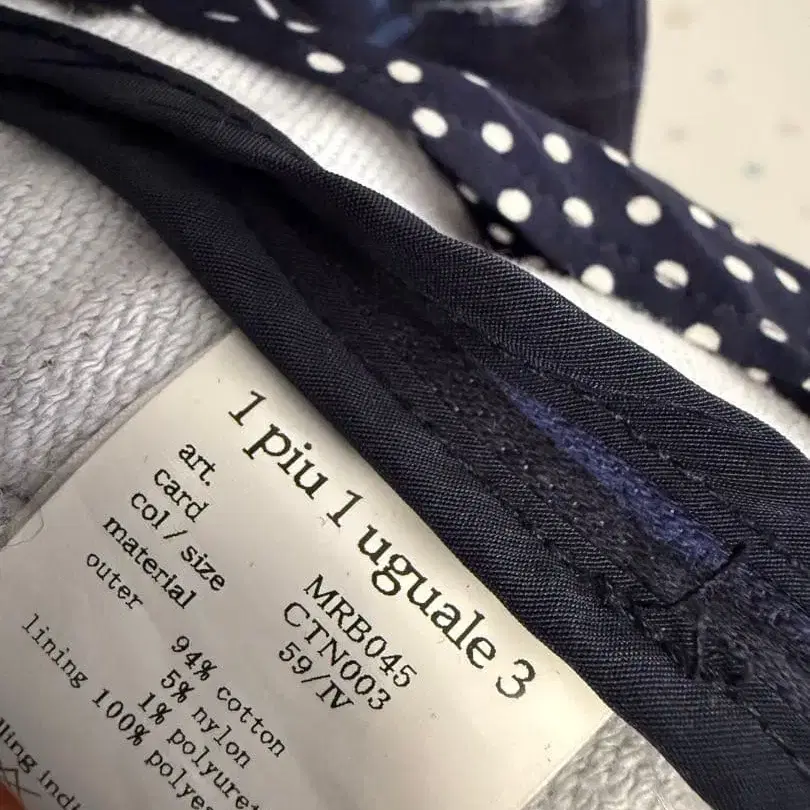 1 piu 1 uguale 3
art. MRB045
card CTN003
col / size 59/IV
material
outer 94% cotton
5% nylon
1% polyuret
lining 100% polyes